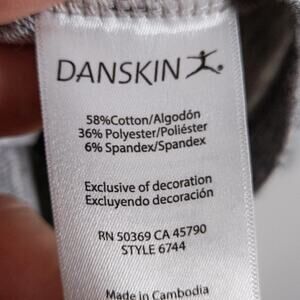 DANSKIN
58%Cotton/Algodón
36% Polyester/Poliéster
6% Spandex/Spandex
Exclusive of decoration
Excluyendo decoración
RN 50369 CA 45790
STYLE 6744
Made in Cambodia